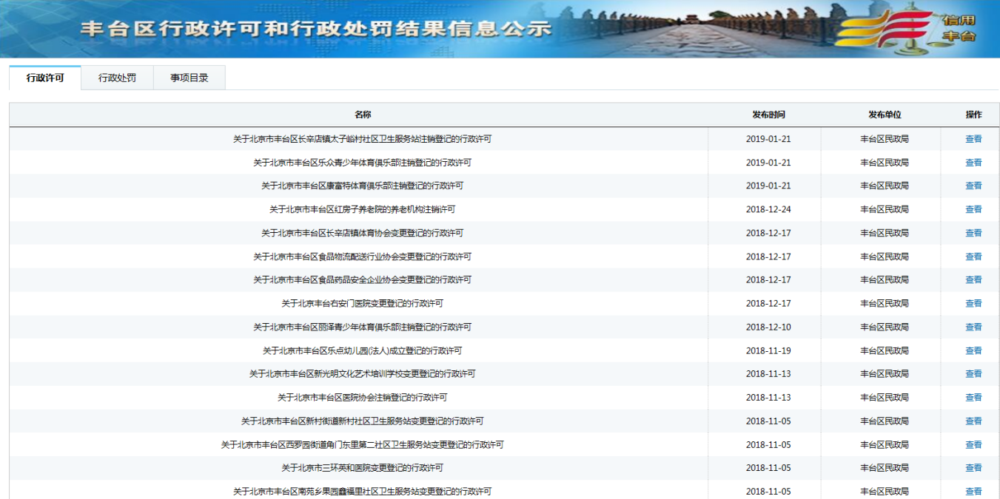 丰台区行政许可和行政处罚结果信息公示
信用
丰台
行政许可 行政处罚 事项目录
名称 发布时间 发布单位 操作
关于北京市丰台区长辛店镇太子峪村社区卫生服务站注销登记的行政许可 2019-01-21 丰台区民政局 查看
关于北京市丰台区乐众青少年体育俱乐部注销登记的行政许可 2019-01-21 丰台区民政局 查看
关于北京市丰台区康富特体育俱乐部注销登记的行政许可 2019-01-21 丰台区民政局 查看
关于北京市丰台区红房子养老院的养老机构注销许可 2018-12-24 丰台区民政局 查看
关于北京市丰台区长辛店镇体育协会变更登记的行政许可 2018-12-17 丰台区民政局 查看
关于北京市丰台区食品物流配送行业协会变更登记的行政许可 2018-12-17 丰台区民政局 查看
关于北京市丰台区食品药品安全企业协会变更登记的行政许可 2018-12-17 丰台区民政局 查看
关于北京丰台右安门医院变更登记的行政许可 2018-12-17 丰台区民政局 查看
关于北京市丰台区丽泽青少年体育俱乐部注销登记的行政许可 2018-12-10 丰台区民政局 查看
关于北京市丰台区乐点幼儿园(法人)成立登记的行政许可 2018-11-19 丰台区民政局 查看
关于北京市丰台区新光明文化艺术培训学校变更登记的行政许可 2018-11-13 丰台区民政局 查看
关于北京市丰台区医院协会注销登记的行政许可 2018-11-13 丰台区民政局 查看
关于北京市丰台区新村街道新村社区卫生服务站变更登记的行政许可 2018-11-05 丰台区民政局 查看
关于北京市丰台区西罗园街道角门东里第二社区卫生服务站变更登记的行政许可 2018-11-05 丰台区民政局 查看
关于北京市三环英和医院变更登记的行政许可 2018-11-05 丰台区民政局 查看
关于北京市丰台区南苑乡果园鑫福里社区卫生服务站变更登记的行政许可 2018-11-05 丰台区民政局 查看